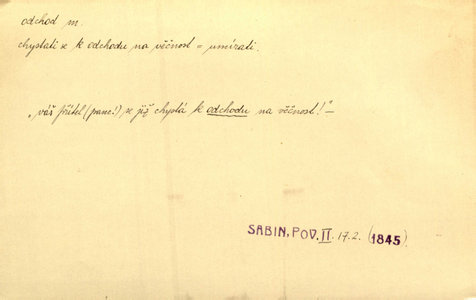 odchod m.
chystati se k odchodu na věčnost = umírati.
„váš přítel (pane!) se již chystá k odchodu na věčnost!" –
SABIN, POV. II. 17.2. (1845)